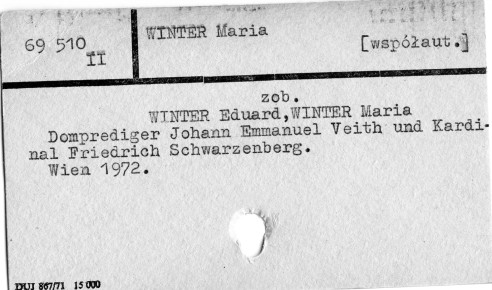 69 510
II
WINTER Maria
[współaut.]
zob.
WINTER Eduard,WINTER Maria
Domprediger Johann Emmanuel Veith und Kardi-
nal Friedrich Schwarzenberg.
Wien 1972.
DUJ 867/71 15 000